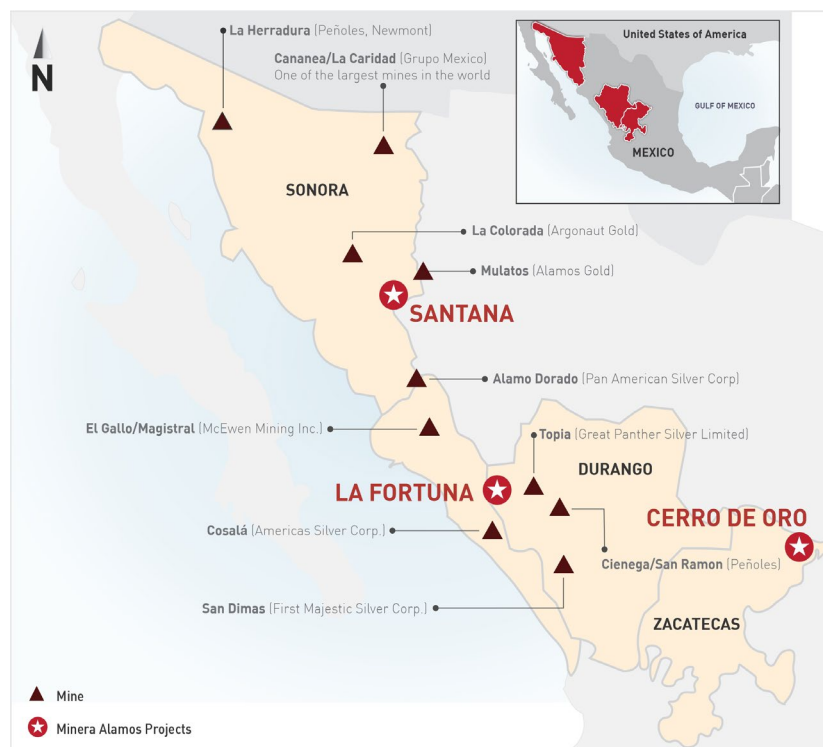 La Herradura (Peñoles, Newmont)
Cananea/La Caridad (Grupo Mexico)
One of the largest mines in the world
N
United States of America
GULF OF MEXICO
MEXICO
SONORA
La Colorada (Argonaut Gold)
Mulatos (Alamos Gold)
SANTANA
Alamo Dorado (Pan American Silver Corp)
El Gallo/Magistral (McEwen Mining Inc.)
Topia (Great Panther Silver Limited)
DURANGO
LA FORTUNA
CERRO DE ORO
Cosalá (Americas Silver Corp.)
Cienega/San Ramon (Peñoles)
San Dimas (First Majestic Silver Corp.)
ZACATECAS
Mine
Minera Alamos Projects